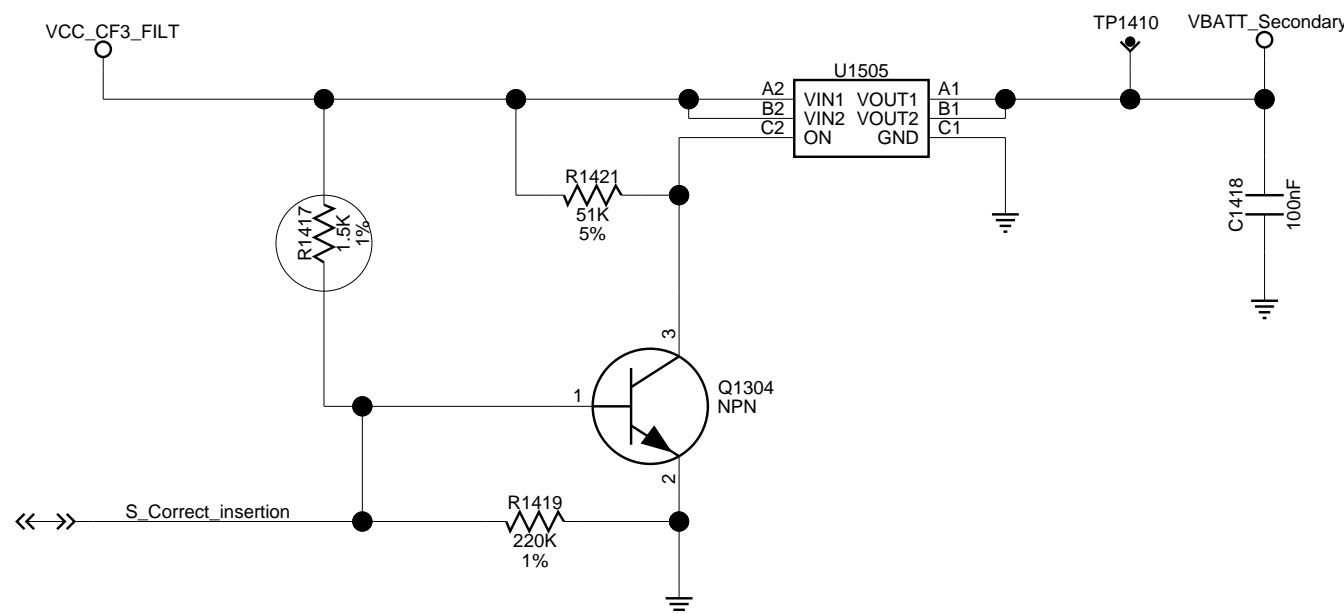 VCC_CF3_FILT
TP1410
VBATT_Secondary
U1505
A2
VIN1
VOUT1
A1
B2
VIN2
VOUT2
B1
C2
ON
GND
C1
R1421
51K
5%
R1417
1.5K
1%
C1418
100nF
3
Q1304
NPN
1
2
S_Correct_insertion
R1419
220K
1%